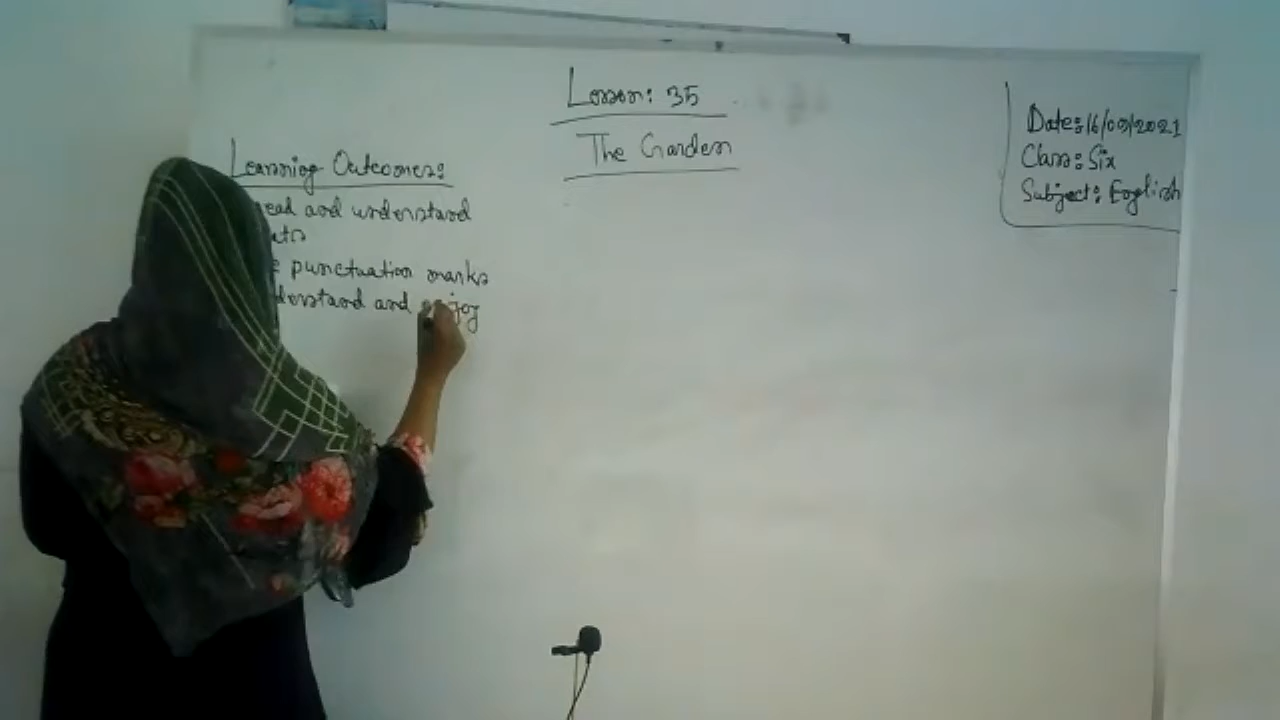 Lesson: 35
The Garden
Date: 16/09/2021
Class: Six
Subject: English
Learning Outcomes:
read and understand
punctuation marks
and enjoy